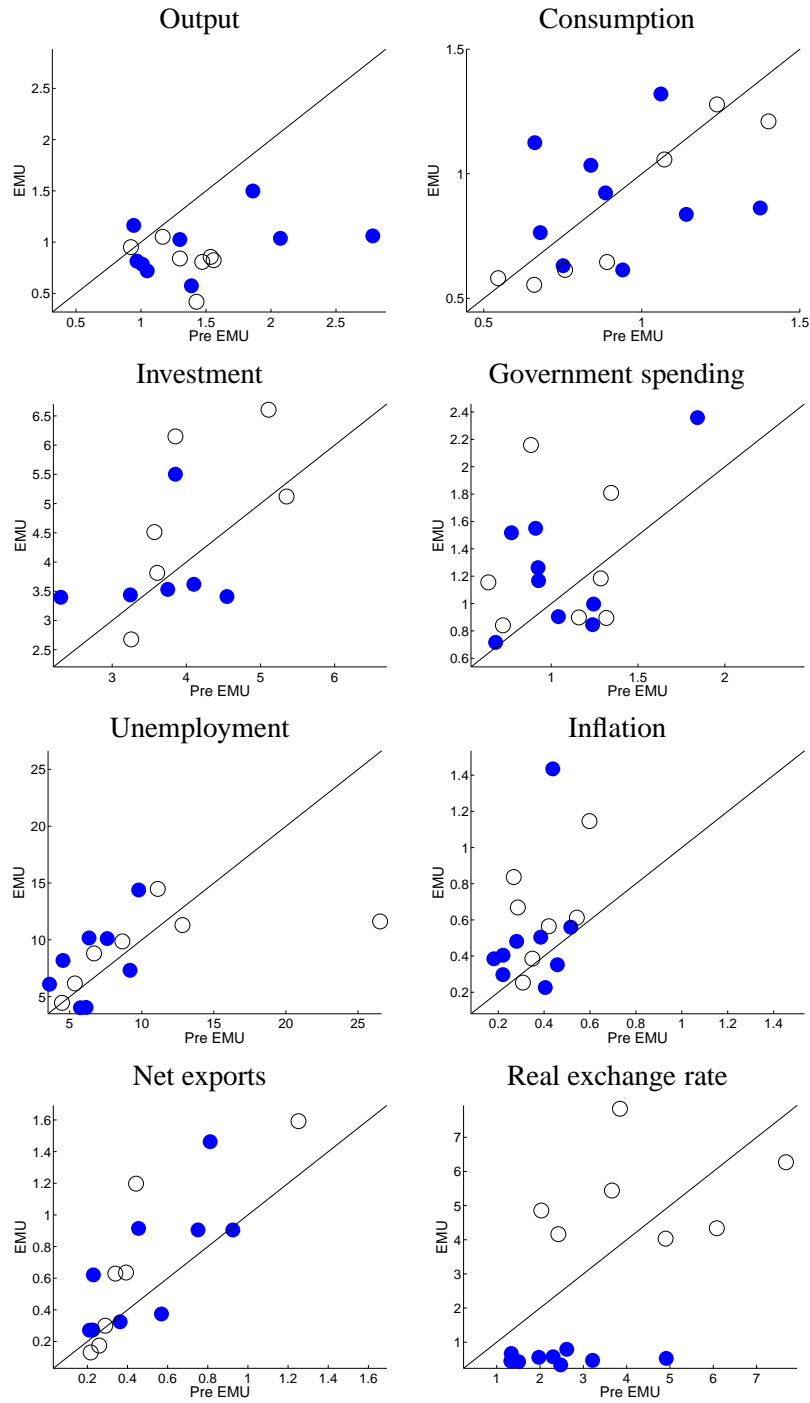 Output
Consumption
2.5
2
1.5
1
0.5
EMU
0.5 1 1.5 2 2.5
Pre EMU
1.5
1
0.5
EMU
0.5 1 1.5
Pre EMU
Investment
Government spending
6.5
6
5.5
5
4.5
4
3.5
3
2.5
EMU
3 4 5 6
Pre EMU
2.4
2.2
2
1.8
1.6
1.4
1.2
1
0.8
0.6
EMU
1 1.5 2
Pre EMU
Unemployment
Inflation
25
20
15
10
5
EMU
5 10 15 20 25
Pre EMU
1.4
1.2
1
0.8
0.6
0.4
0.2
EMU
0.2 0.4 0.6 0.8 1 1.2 1.4
Pre EMU
Net exports
Real exchange rate
1.6
1.4
1.2
1
0.8
0.6
0.4
0.2
EMU
0.2 0.4 0.6 0.8 1 1.2 1.4 1.6
Pre EMU
7
6
5
4
3
2
1
EMU
1 2 3 4 5 6 7
Pre EMU